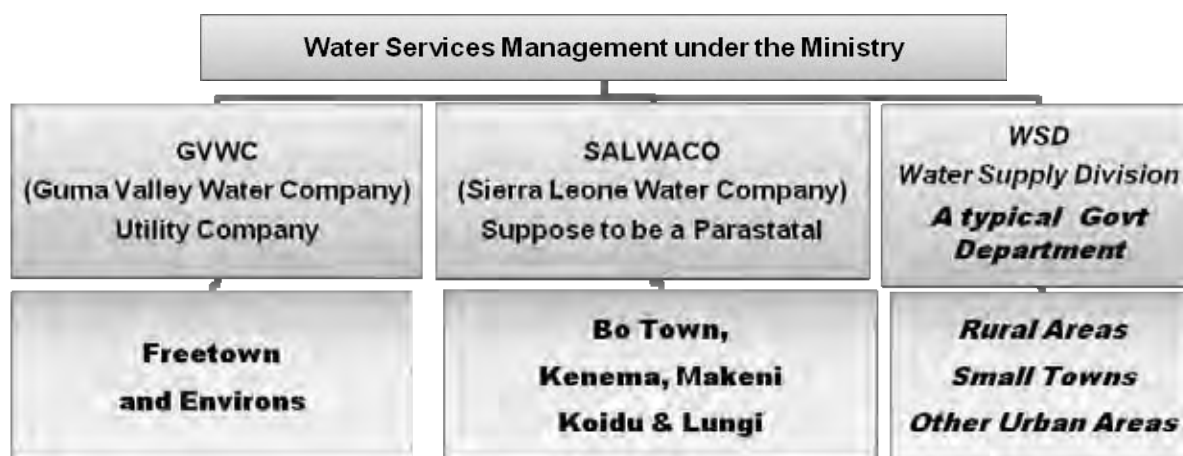 Water Services Management under the Ministry
GVWC
(Guma Valley Water Company)
Utility Company
SALWACO
(Sierra Leone Water Company)
Suppose to be a Parastatal
WSD
Water Supply Division
A typical Govt
Department
Freetown
and Environs
Bo Town,
Kenema, Makeni
Koidu & Lungi
Rural Areas
Small Towns
Other Urban Areas